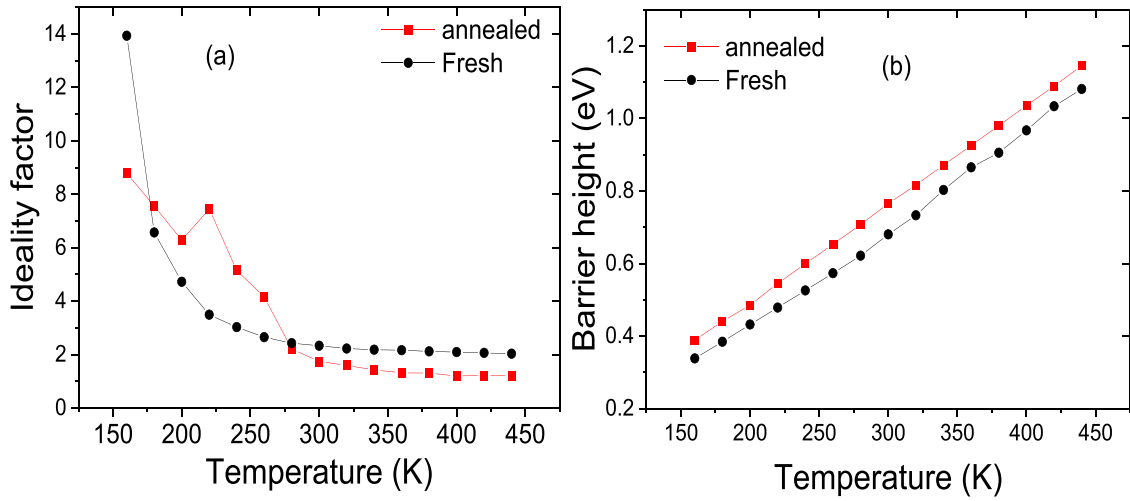 annealed
Fresh
(a)
14
12
10
8
6
4
2
0
Ideality factor
150 200 250 300 350 400 450
Temperature (K)
annealed
Fresh
(b)
1.2
1.0
0.8
0.6
0.4
0.2
Barrier height (eV)
150 200 250 300 350 400 450
Temperature (K)